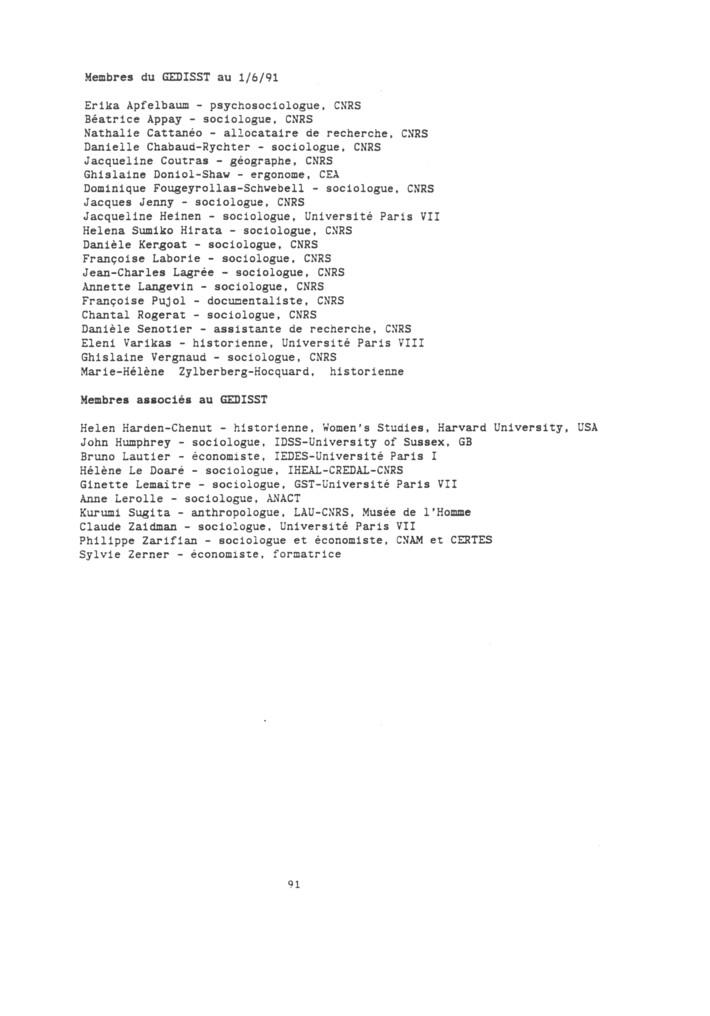 Membres du GEDISST au 1/6/91
Erika Apfelbaum - psychosociologue, CNRS
Béatrice Appay - sociologue, CNRS
Nathalie Cattanéo - allocataire de recherche, CNRS
Danielle Chabaud-Rychter - sociologue, CNRS
Jacqueline Coutras - géographe, CNRS
Ghislaine Doniol-Shaw - ergonome, CEA
Dominique Fougeyrollas-Schwebell - sociologue, CNRS
Jacques Jenny - sociologue, CNRS
Jacqueline Heinen - sociologue, Université Paris VII
Helena Sumiko Hirata - sociologue, CNRS
Danièle Kergoat - sociologue, CNRS
Françoise Laborie - sociologue, CNRS
Jean-Charles Lagrée - sociologue, CNRS
Annette Langevin - sociologue, CNRS
Françoise Pujol - documentaliste, CNRS
Chantal Rogerat - sociologue, CNRS
Danièle Senotier - assistante de recherche, CNRS
Eleni Varikas - historienne, Université Paris VIII
Ghislaine Vergnaud - sociologue, CNRS
Marie-Hélène Zylberberg-Hocquard, historienne
Membres associés au GEDISST
Helen Harden-Chenut - historienne, Women's Studies, Harvard University, USA
John Humphrey - sociologue, IDSS-University of Sussex, GB
Bruno Lautier - économiste, IEDES-Université Paris I
Hélène Le Doaré - sociologue, IHEAL-CREDAL-CNRS
Ginette Lemaitre - sociologue, GST-Université Paris VII
Anne Lerolle - sociologue, ANACT
Kurumi Sugita - anthropologue, LAU-CNRS, Musée de l'Homme
Claude Zaidman - sociologue, Université Paris VII
Philippe Zarifian - sociologue et économiste, CNAM et CERTES
Sylvie Zerner - économiste, formatrice
91